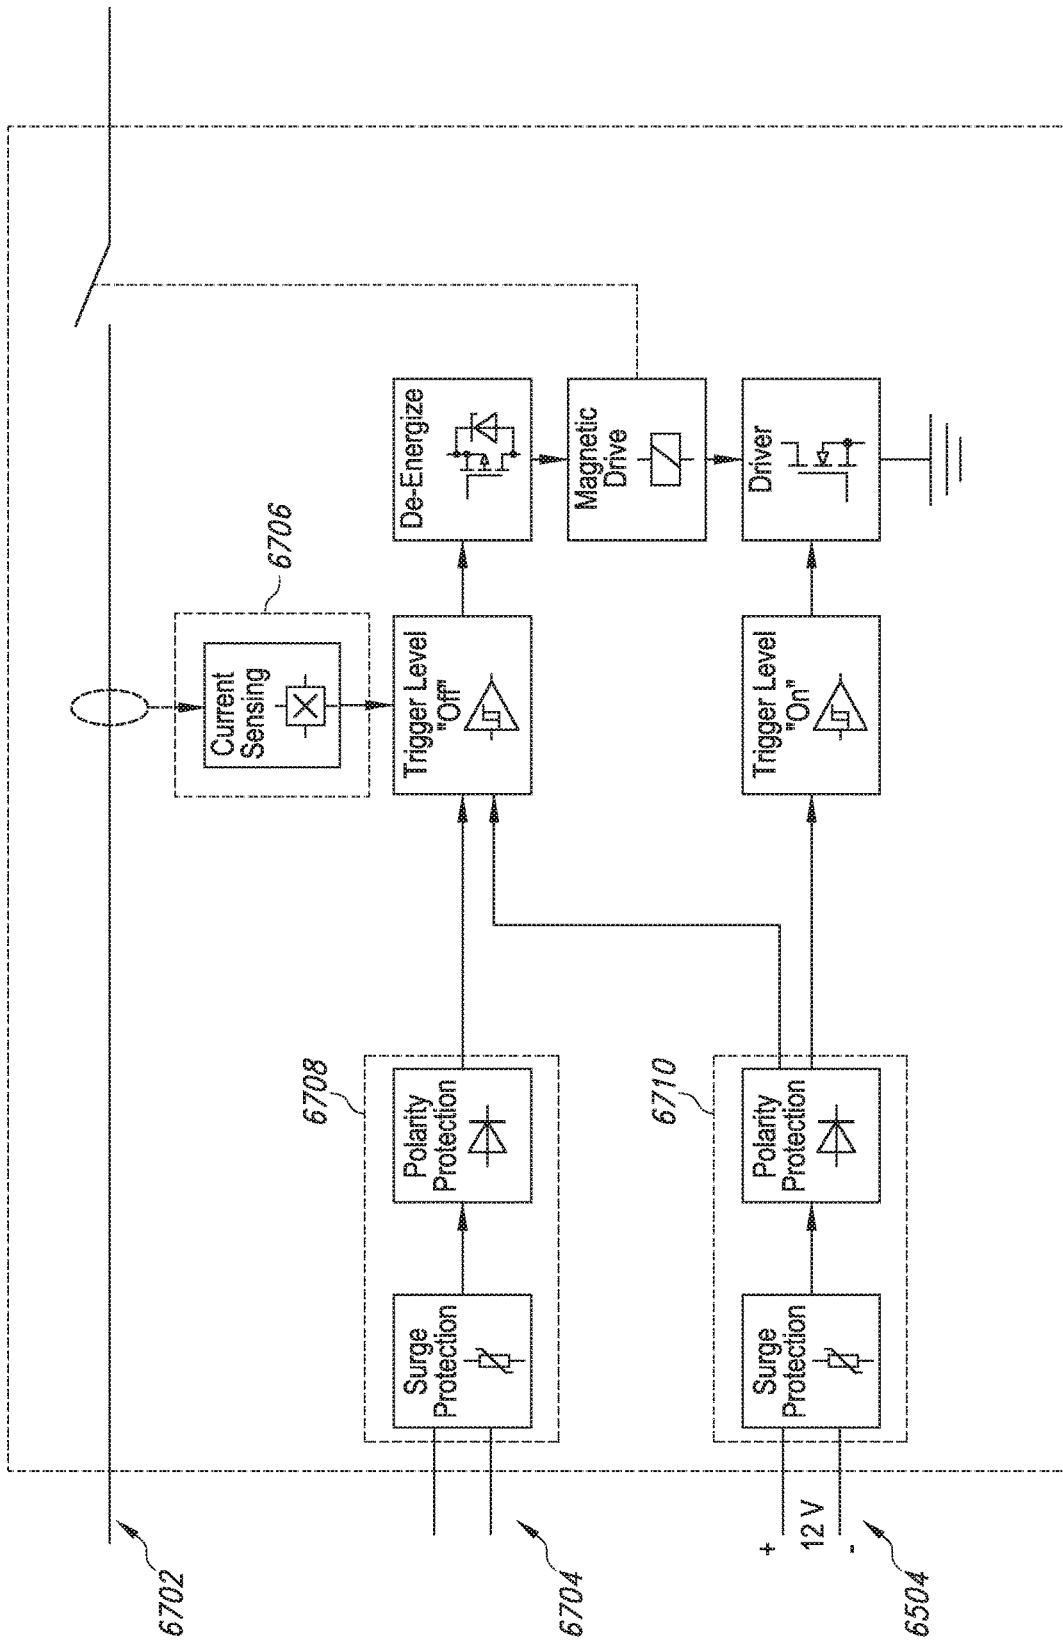 6702
6706
Current
Sensing
De-Energize
Trigger Level
"Off"
Magnetic
Drive
6708
Polarity
Protection
Surge
Protection
6704
Driver
Trigger Level
"On"
6710
Polarity
Protection
Surge
Protection
+
12 V
-
6504